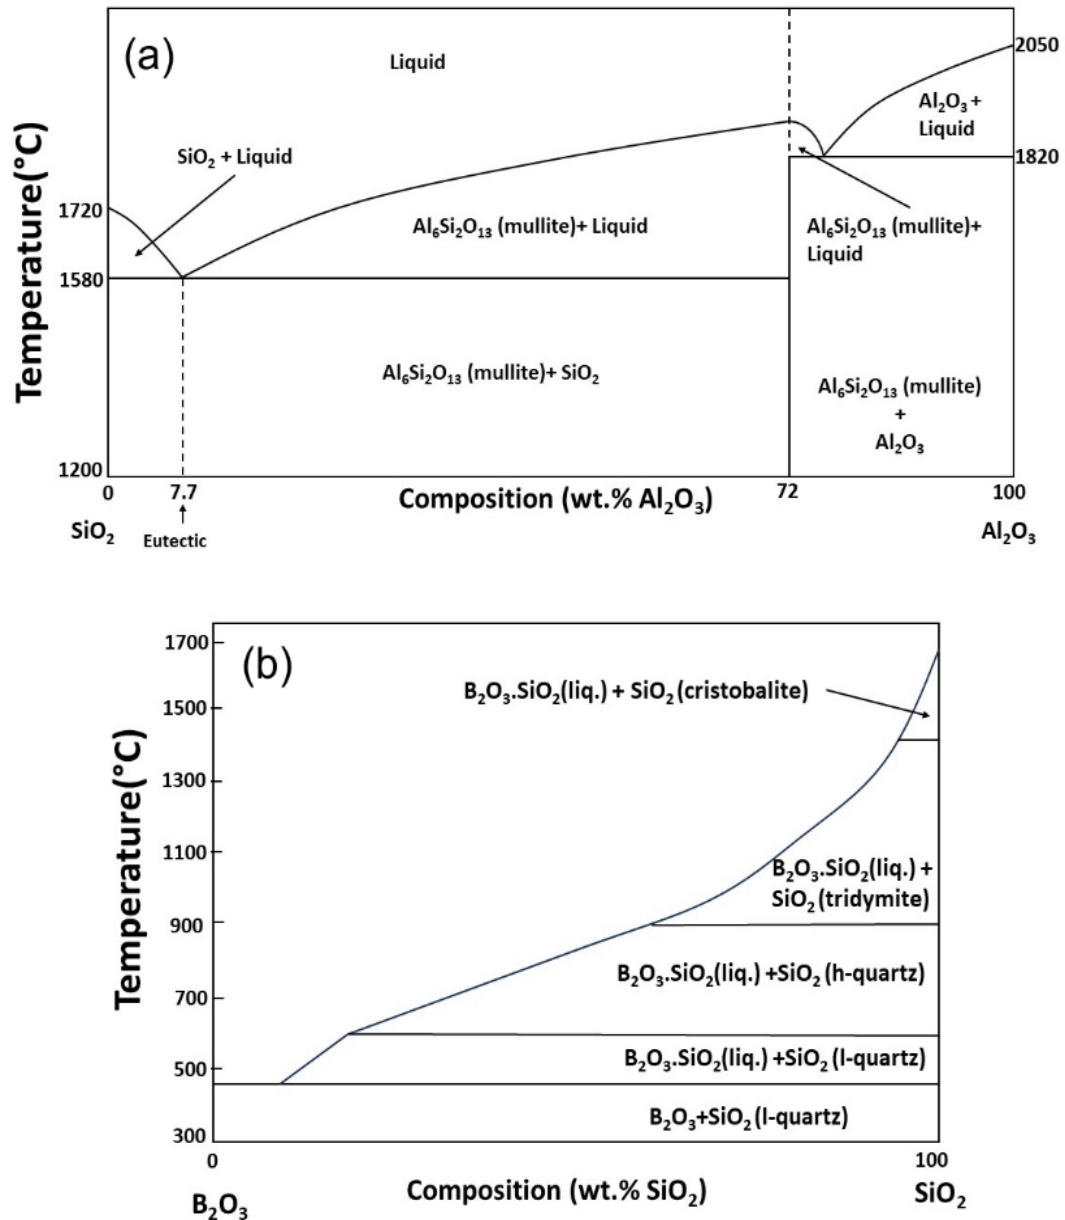 (a)
Liquid
2050
Al₂O₃ +
Liquid
SiO₂ + Liquid
1820
Temperature(°C)
1720
Al₆Si₂O₁₃ (mullite)+ Liquid
Al₆Si₂O₁₃ (mullite)+
Liquid
1580
Al₆Si₂O₁₃ (mullite)+ SiO₂
Al₆Si₂O₁₃ (mullite)
+
Al₂O₃
1200
0
7.7
Composition (wt.% Al₂O₃)
72
100
SiO₂
Eutectic
Al₂O₃
(b)
1700
B₂O₃.SiO₂(liq.) + SiO₂(cristobalite)
1500
Temperature(°C)
1300
1100
B₂O₃.SiO₂(liq.) +
SiO₂(tridymite)
900
B₂O₃.SiO₂(liq.) +SiO₂ (h-quartz)
700
B₂O₃.SiO₂(liq.) +SiO₂ (l-quartz)
500
B₂O₃+SiO₂(l-quartz)
300
0
100
Composition (wt.% SiO₂)
B₂O₃
SiO₂